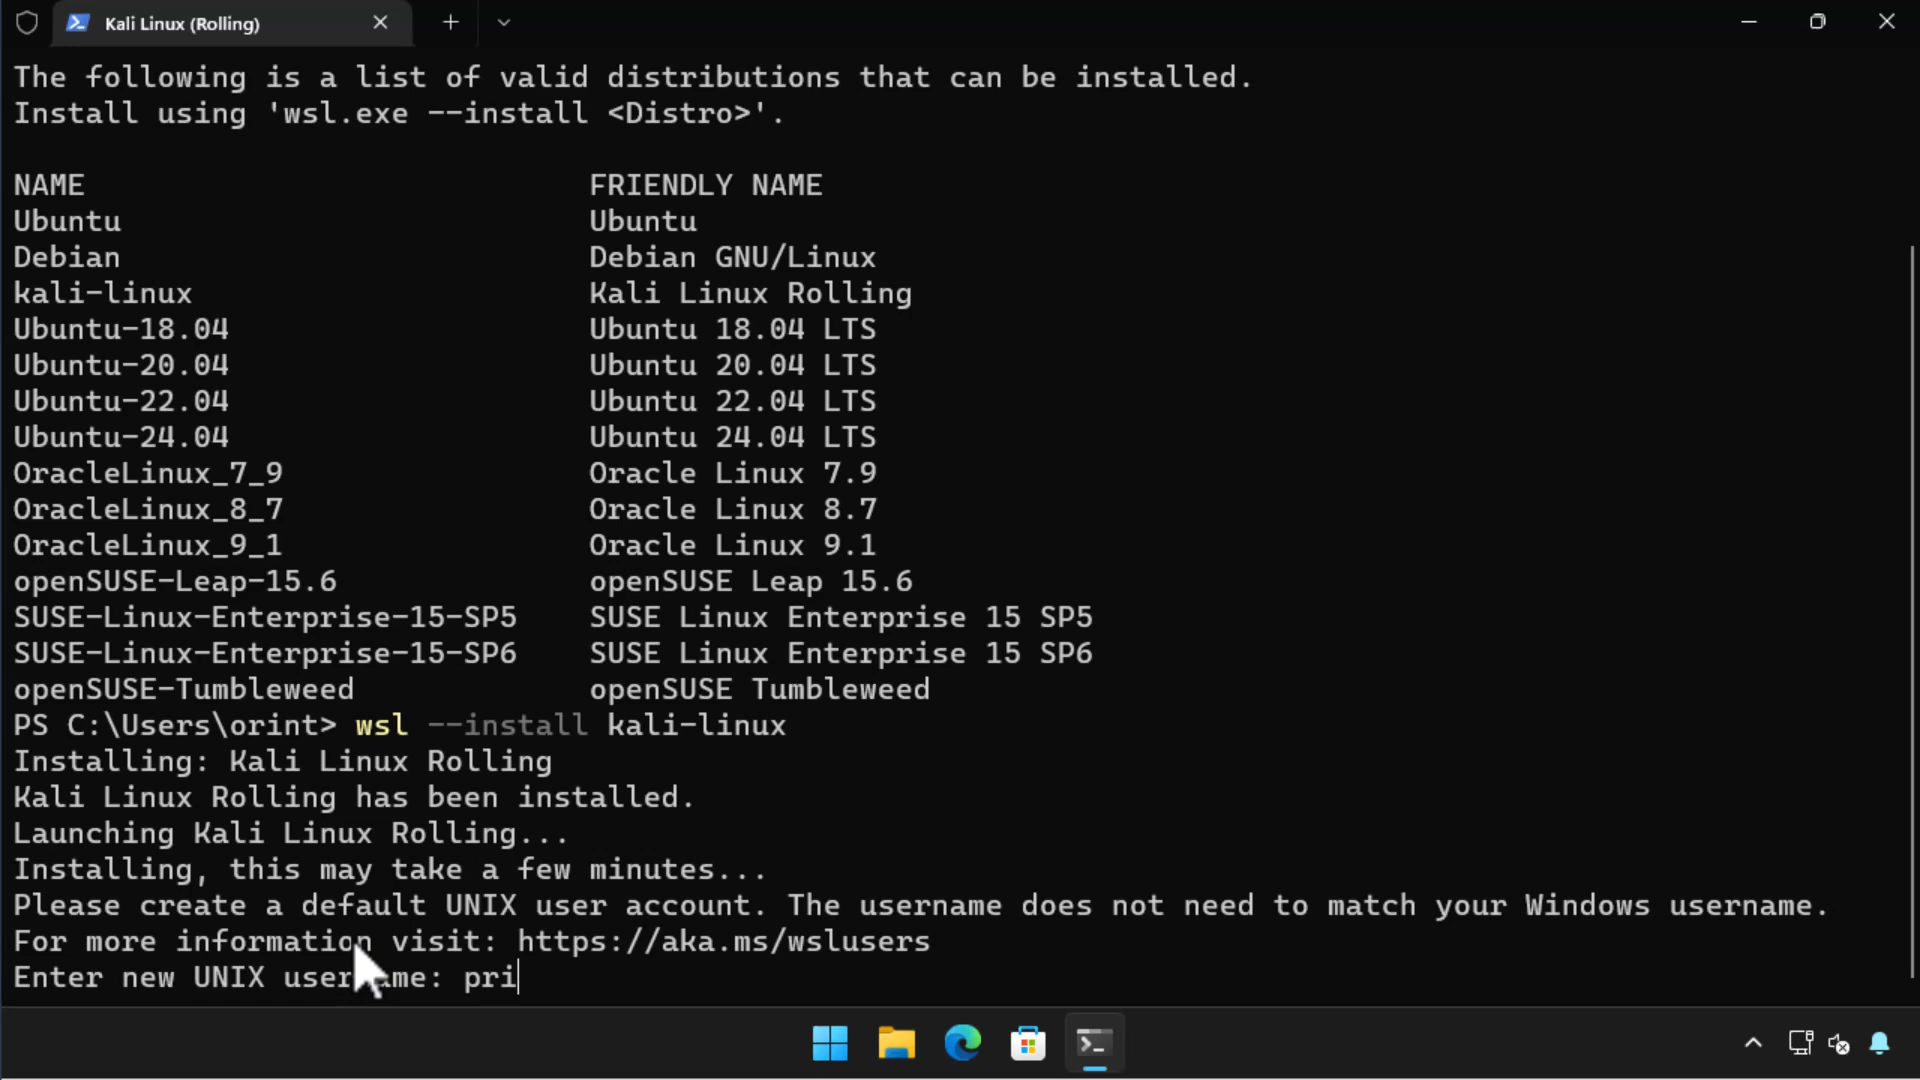 Kali Linux (Rolling)
The following is a list of valid distributions that can be installed.
Install using 'wsl.exe --install <Distro>'.
NAME                            FRIENDLY NAME
Ubuntu                          Ubuntu
Debian                          Debian GNU/Linux
kali-linux                      Kali Linux Rolling
Ubuntu-18.04                    Ubuntu 18.04 LTS
Ubuntu-20.04                    Ubuntu 20.04 LTS
Ubuntu-22.04                    Ubuntu 22.04 LTS
Ubuntu-24.04                    Ubuntu 24.04 LTS
OracleLinux_7_9                 Oracle Linux 7.9
OracleLinux_8_7                 Oracle Linux 8.7
OracleLinux_9_1                 Oracle Linux 9.1
openSUSE-Leap-15.6              openSUSE Leap 15.6
SUSE-Linux-Enterprise-15-SP5    SUSE Linux Enterprise 15 SP5
SUSE-Linux-Enterprise-15-SP6    SUSE Linux Enterprise 15 SP6
openSUSE-Tumbleweed             openSUSE Tumbleweed
PS C:\Users\orint> wsl --install kali-linux
Installing: Kali Linux Rolling
Kali Linux Rolling has been installed.
Launching Kali Linux Rolling...
Installing, this may take a few minutes...
Please create a default UNIX user account. The username does not need to match your Windows username.
For more information visit: https://aka.ms/wslusers
Enter new UNIX username: pri